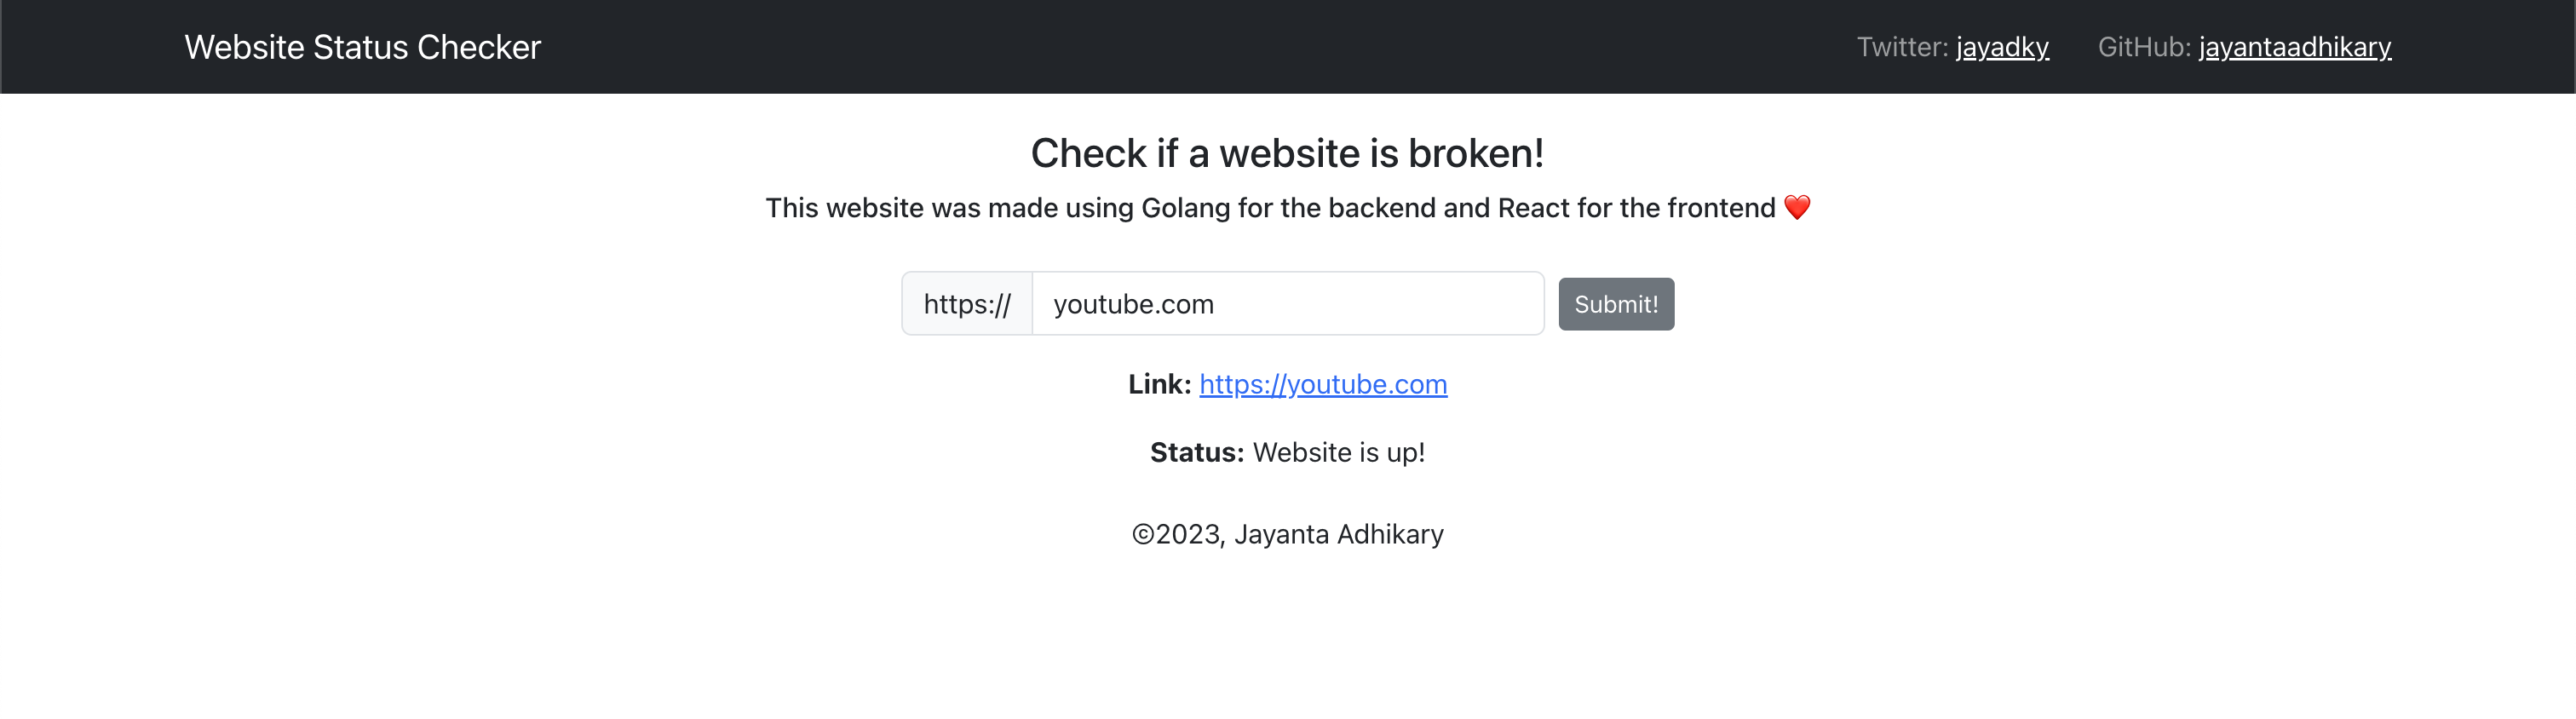 Website Status Checker
Twitter: jayadky
GitHub: jayantaadhikary
Check if a website is broken!
This website was made using Golang for the backend and React for the frontend ❤️
https://
youtube.com
Submit!
Link: https://youtube.com
Status: Website is up!
©2023, Jayanta Adhikary